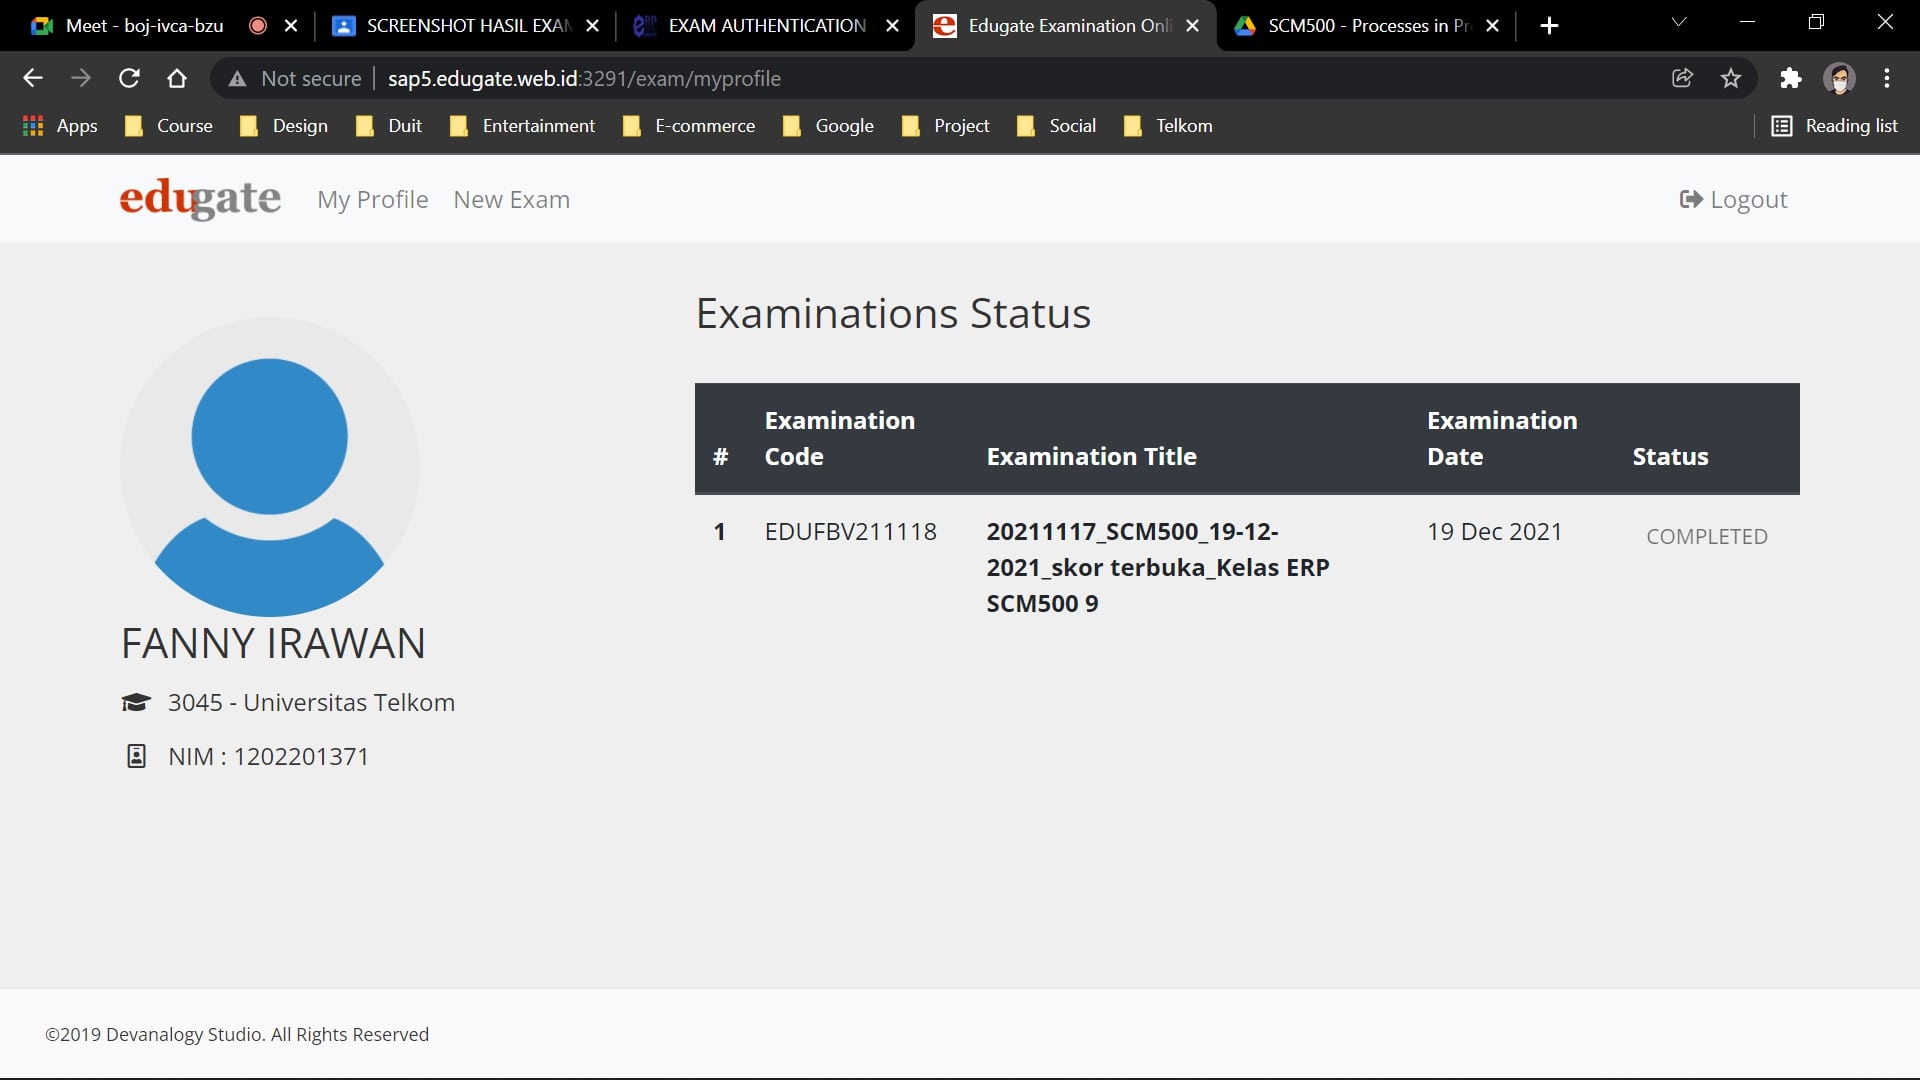 Meet - boj-ivca-bzu
SCREENSHOT HASIL EXAM
EXAM AUTHENTICATION
Edugate Examination Onli
SCM500 - Processes in Pr
Not secure
sap5.edugate.web.id:3291/exam/myprofile
Apps
Course
Design
Duit
Entertainment
E-commerce
Google
Project
Social
Telkom
Reading list
edugate
My Profile
New Exam
Logout
Examinations Status
#
Examination
Code
Examination Title
Examination
Date
Status
1
EDUFBV211118
20211117_SCM500_19-12-
2021_skor terbuka_Kelas ERP
SCM500 9
19 Dec 2021
COMPLETED
FANNY IRAWAN
3045 - Universitas Telkom
NIM : 1202201371
©2019 Devanalogy Studio. All Rights Reserved